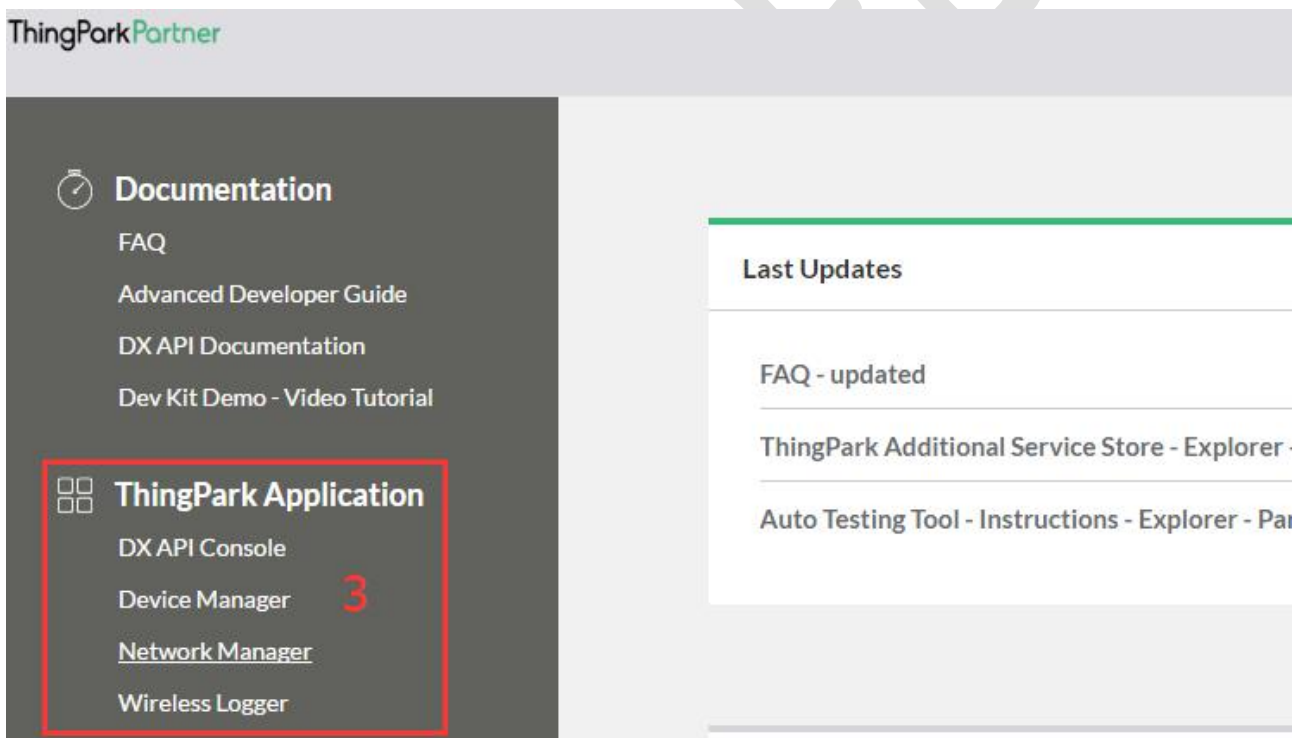 ThingParkPartner
Documentation
FAQ
Advanced Developer Guide
DX API Documentation
Dev Kit Demo - Video Tutorial
ThingPark Application
DX API Console
Device Manager
3
Network Manager
Wireless Logger
Last Updates
FAQ - updated
ThingPark Additional Service Store - Explorer -
Auto Testing Tool - Instructions - Explorer - Par